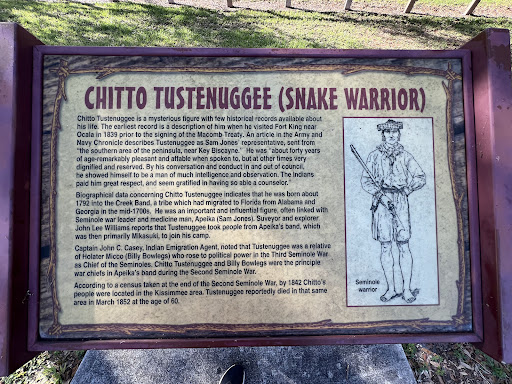 CHITTO TUSTENUGGEE (SNAKE WARRIOR)
Chitto Tustenuggee is a mysterious figure with few historical records available about
his life. The earliest record is a description of him when he visited Fort King near
Ocala in 1839 prior to the signing of the Macomb Treaty. An article in the Army and
Navy Chronicle describes Tustenuggee as Sam Jones' representative, sent from
"the southern area of the peninsula, near Key Biscayne." He was "about forty years
of age-remarkably pleasant and affable when spoken to, but at other times very
dignified and reserved. By his conversation and conduct in and out of council,
he showed himself to be a man of much intelligence and observation. The Indians
paid him great respect, and seem gratified in having so able a counselor."
Biographical data concerning Chitto Tustenuggee indicates that he was born about
1792 into the Creek Band, a tribe which had migrated to Florida from Alabama and
Georgia in the mid-1700s. He was an important and influential figure, often linked with
Seminole war leader and medicine man, Apeika (Sam Jones). Suveyor and explorer
John Lee Williams reports that Tustenuggee took people from Apeika's band, which
was then primarily Mikasuki, to join his camp.
Captain John C. Casey, Indian Emigration Agent, noted that Tustenuggee was a relative
of Holater Micco (Billy Bowlegs) who rose to political power in the Third Seminole War
as Chief of the Seminoles. Chitto Tustenuggee and Billy Bowlegs were the principle
war chiefs in Apeika's band during the Second Seminole War.
According to a census taken at the end of the Second Seminole War, by 1842 Chitto's
people were located in the Kissimmee area. Tustenuggee reportedly died in that same
area in March 1852 at the age of 60.
Seminole
warrior